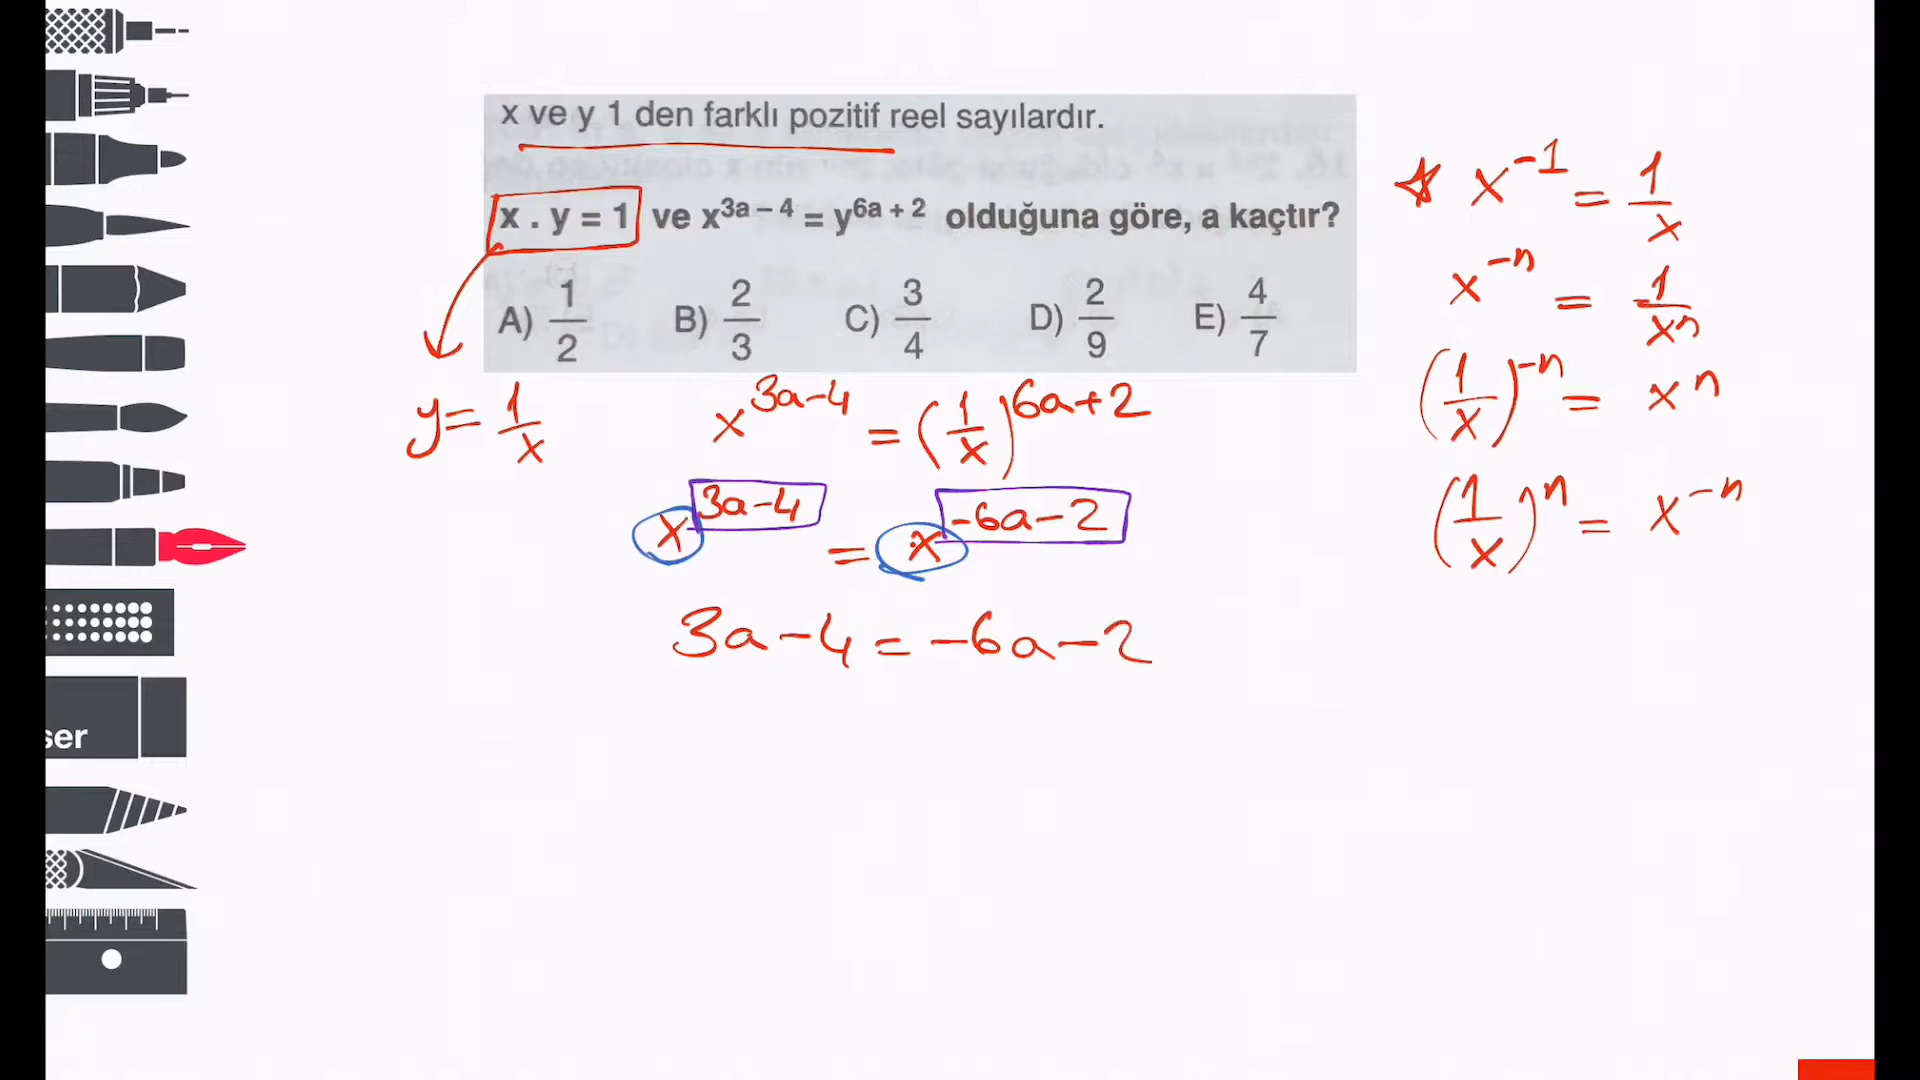 x ve y 1 den farklı pozitif reel sayılardır.
x . y = 1 ve x^{3a – 4} = y^{6a + 2} olduğuna göre, a kaçtır?
A) 1/2 B) 2/3 C) 3/4 D) 2/9 E) 4/7
y = 1/x
x^{3a-4} = (1/x)^{6a+2}
x^{3a-4} = x^{-6a-2}
3a-4 = -6a-2
x^{-1} = 1/x
x^{-n} = 1/x^n
(1/x)^{-n} = x^n
(1/x)^n = x^{-n}
ser